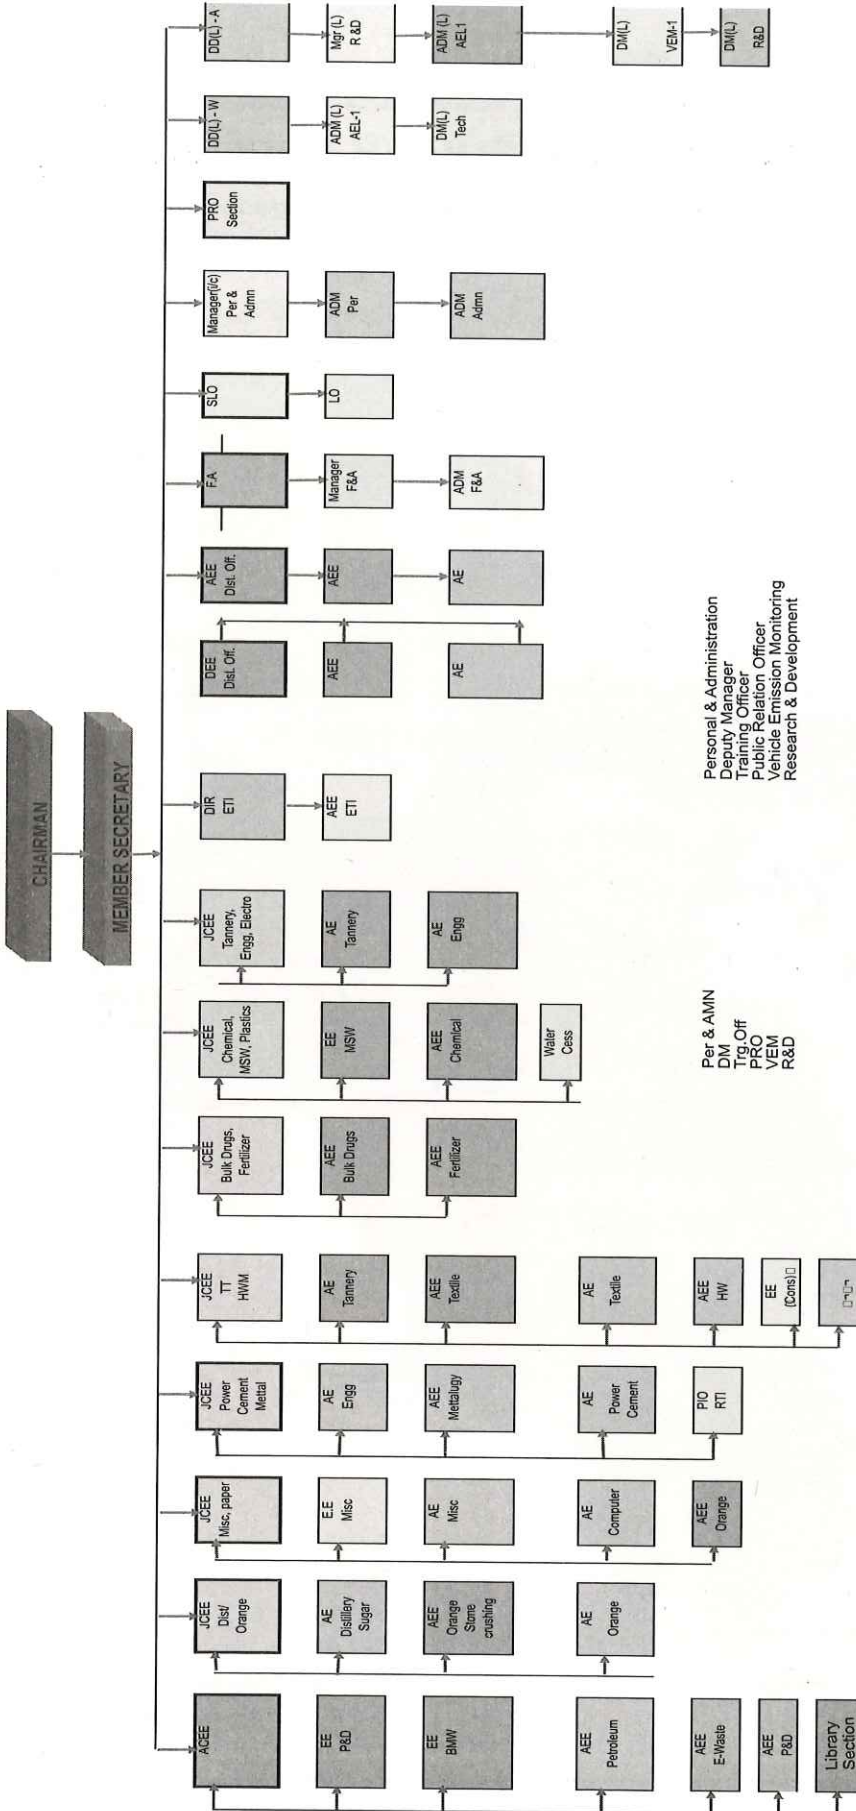 CHAIRMAN
MEMBER SECRETARY
ACEE
EE
P&D
EE
BMW
AEE
Petroleum
AEE
E-Waste
AEE
P&D
Library
Section
JCEE
Dist/
Orange
AE
Distillery
Sugar
AEE
Orange
Stome
crushing
AE
Orange
JCEE
Misc, paper
E.E
Misc
AE
Misc
AE
Computer
AEE
Orange
JCEE
Power
Cement
Mettal
AE
Engg
AEE
Mettalugy
AE
Power
Cement
PIO
RTI
JCEE
TT
HWM
AE
Tannery
AEE
Textile
AE
Textile
AEE
HW
EE
(Cons)
JCEE
Bulk Drugs,
Fertilizer
AEE
Bulk Drugs
AEE
Fertilizer
JCEE
Chemical,
MSW, Plastics
EE
MSW
AEE
Chemical
Water
Cess
JCEE
Tannery,
Engg, Electro
AE
Tannery
AE
Engg
DIR
ETI
AEE
ETI
DEE
Dist. Off.
AEE
AE
AEE
Dist. Off.
AEE
AE
F.A
Manager
F&A
ADM
F&A
SLO
LO
Manager(i/c)
Per &
Admn
ADM
Per
ADM
Admn
PRO
Section
DD(L) - W
ADM (L)
AEL-1
DM(L)
Tech
DD(L) - A
Mgr (L)
R &D
ADM (L)
AEL1
DM(L)
VEM-1
DM(L)
R&D
Per & AMN Personal & Administration
DM Deputy Manager
Trg.Off Training Officer
PRO Public Relation Officer
VEM Vehicle Emission Monitoring
R&D Research & Development